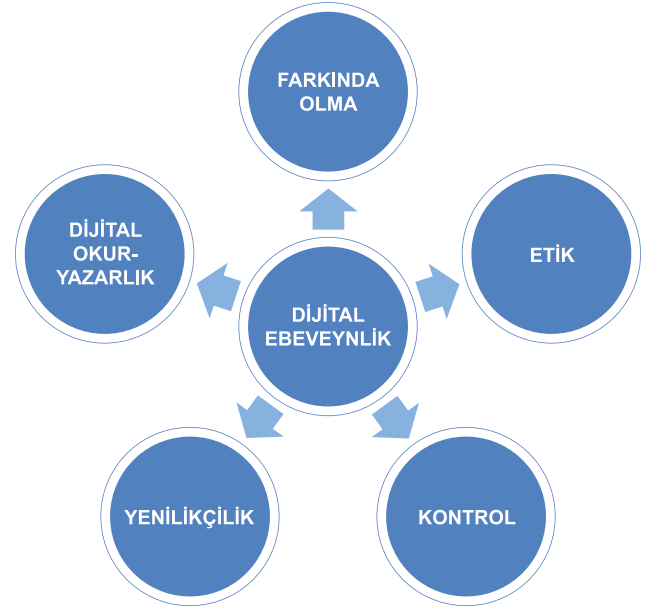 FARKINDA
OLMA
DİJİTAL
OKUR-
YAZARLIK
ETİK
DİJİTAL
EBEVEYNLİK
YENİLİKÇİLİK
KONTROL